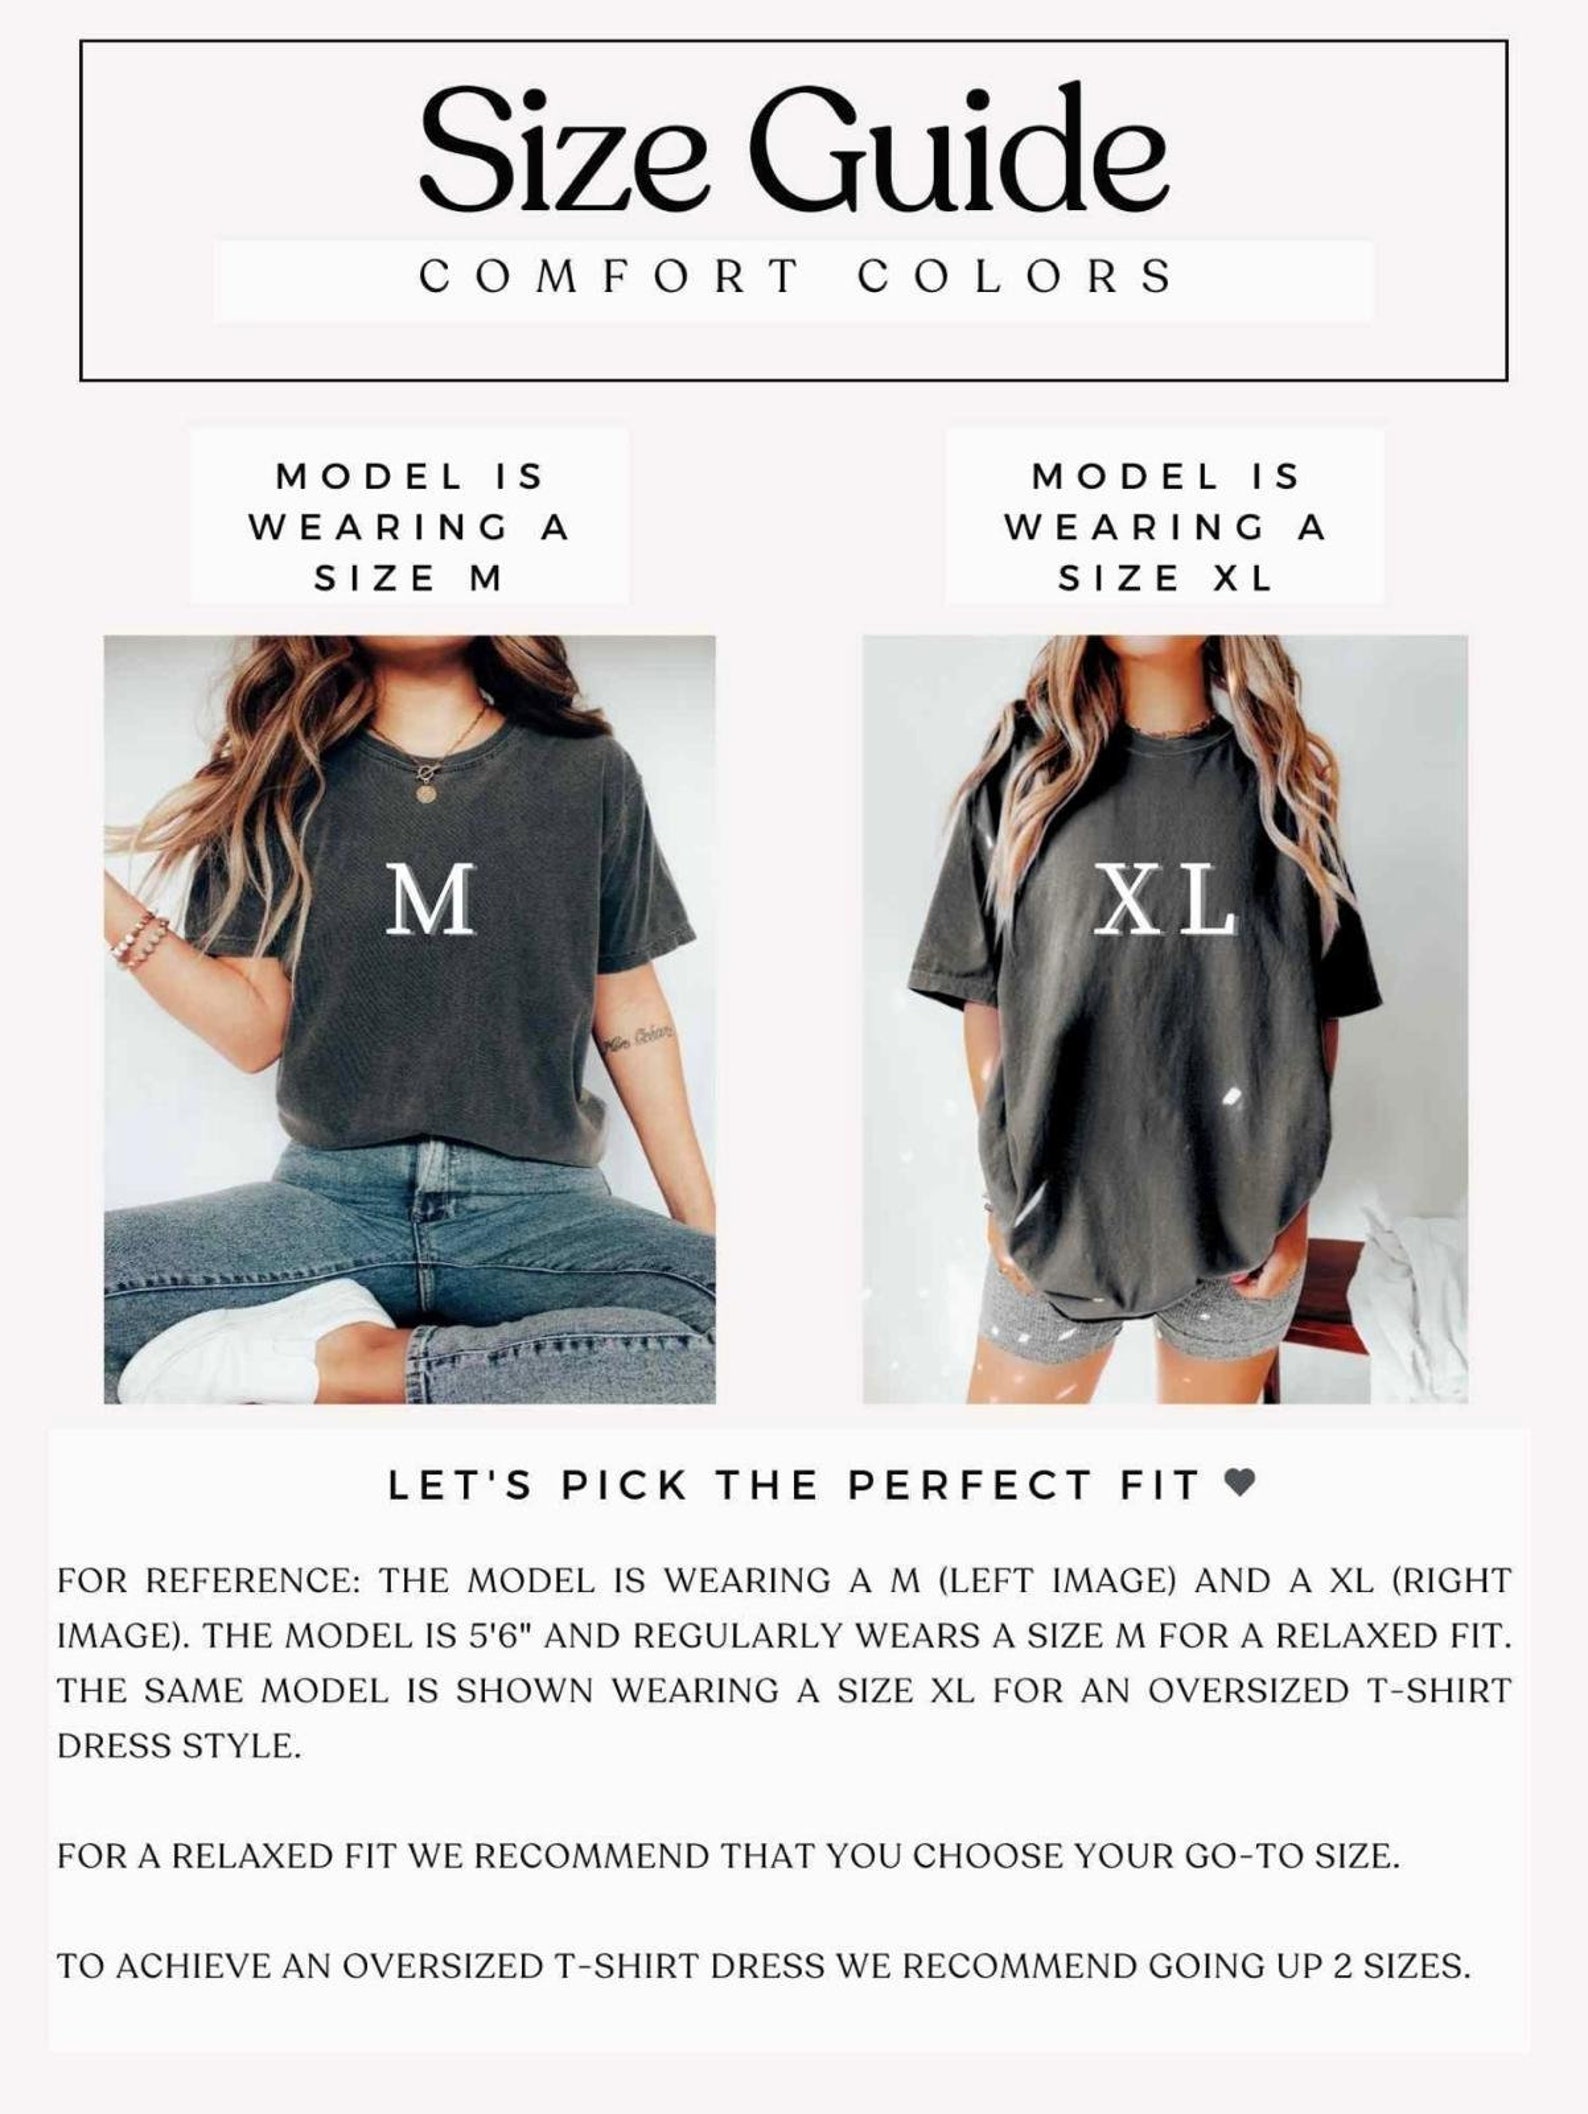 Size Guide
COMFORT COLORS
MODEL IS
WEARING A
SIZE M
MODEL IS
WEARING A
SIZE XL
M
XL
LET'S PICK THE PERFECT FIT ♥
FOR REFERENCE: THE MODEL IS WEARING A M (LEFT IMAGE) AND A XL (RIGHT
IMAGE). THE MODEL IS 5'6" AND REGULARLY WEARS A SIZE M FOR A RELAXED FIT.
THE SAME MODEL IS SHOWN WEARING A SIZE XL FOR AN OVERSIZED T-SHIRT
DRESS STYLE.
FOR A RELAXED FIT WE RECOMMEND THAT YOU CHOOSE YOUR GO-TO SIZE.
TO ACHIEVE AN OVERSIZED T-SHIRT DRESS WE RECOMMEND GOING UP 2 SIZES.